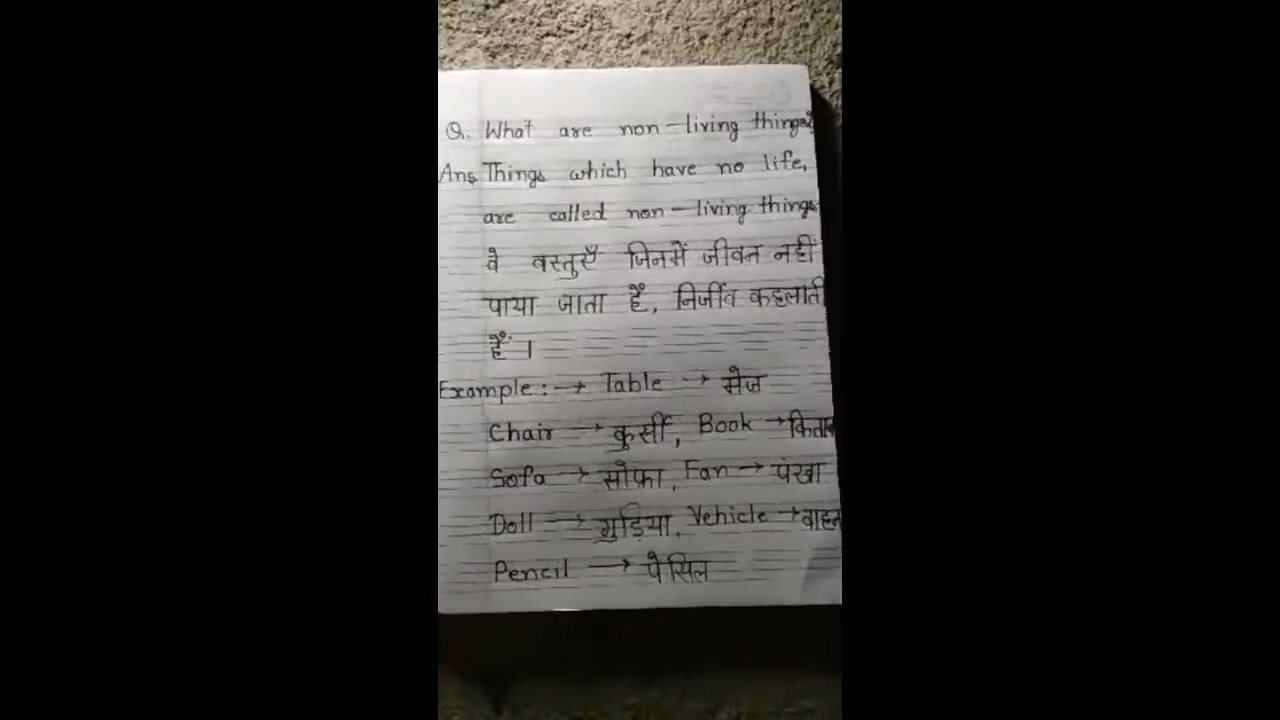 Q. What are non-living things?
Ans Things which have no life,
are called non-living things.
वे वस्तुएँ जिनमें जीवन नहीं
पाया जाता है, निर्जीव कहलाती
हैं ।
Example:→ Table → मेज
Chair → कुर्सी, Book → किताब
Sofa → सोफ़ा, Fan → पंखा
Doll → गुड़िया, Vehicle → वाहन
Pencil → पेंसिल